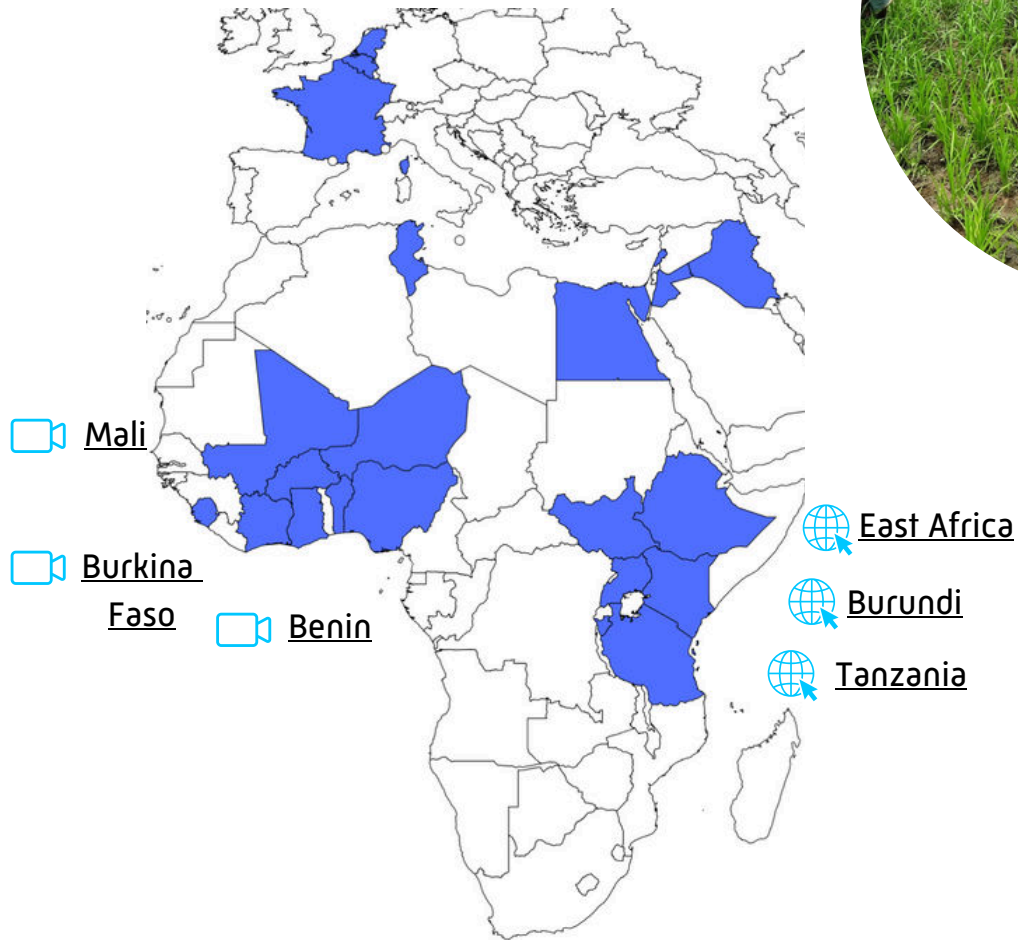 Mali
East Africa
Burkina
Faso
Burundi
Benin
Tanzania